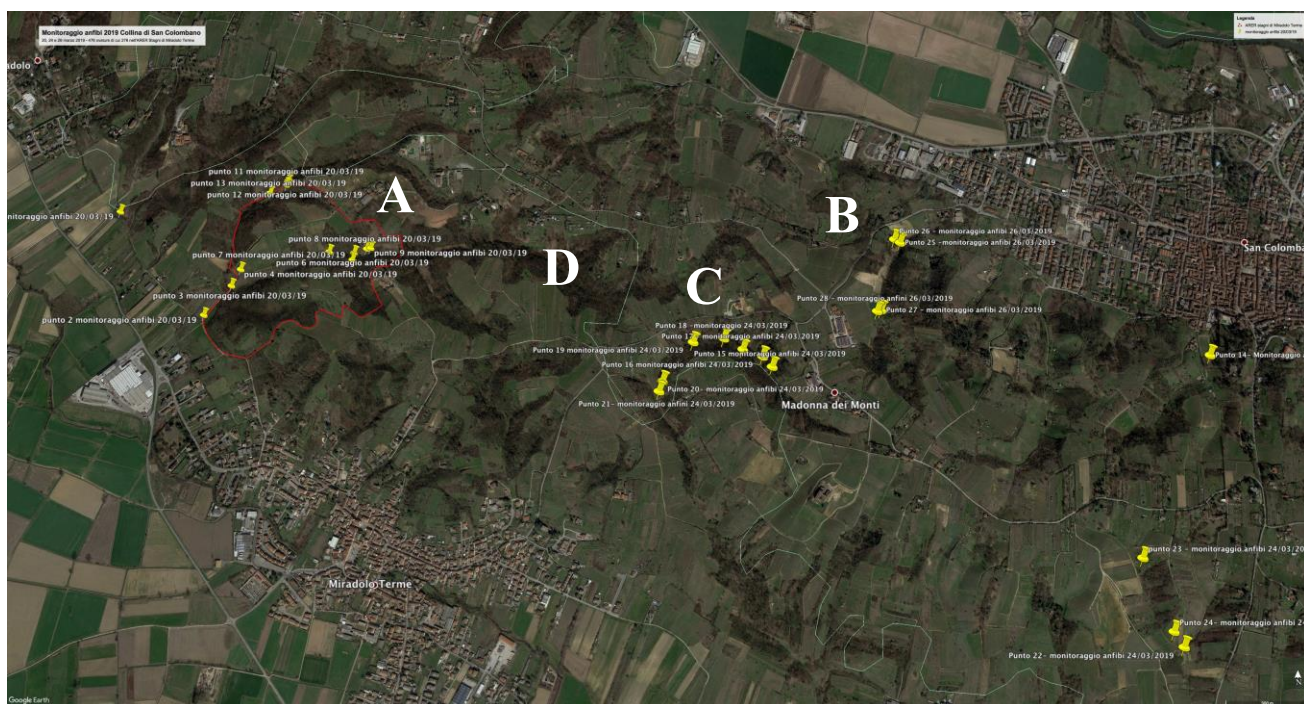 Monitoraggio anfibi 2019 Collina di San Colombano
Legenda
adolo
A
punto 11 monitoraggio anfibi 20/03/19
punto 13 monitoraggio anfibi 20/03/19
punto 12 monitoraggio anfibi 20/03/19
monitoraggio anfibi 20/03/19
B
punto 8 monitoraggio anfibi 20/03/19
punto 7 monitoraggio anfibi 20/03/19
punto 9 monitoraggio anfibi 20/03/19
punto 6 monitoraggio anfibi 20/03/19
punto 4 monitoraggio anfibi 20/03/19
punto 3 monitoraggio anfibi 20/03/19
punto 2 monitoraggio anfibi 20/03/19
Punto 26 - monitoraggio anfibi 26/03/2019
Punto 25 -monitoraggio anfibi 26/03/2019
San Colomba
D
C
Punto 28 - monitoraggio anfini 26/03/2019
Punto 27 - monitoraggio anfibi 26/03/2019
Punto 18 -monitoraggio 24/03/2019
monitoraggio anfibi 24/03/2019
Punto 19 monitoraggio anfibi 24/03/2019
Punto 15 monitoraggio anfibi 24/03/2019
Punto 16 monitoraggio anfibi 24/03/2019
Punto 14- Monitoraggio a
Punto 20- monitoraggio anfibi 24/03/2019
Punto 21- monitoraggio anfini 24/03/2019
Madonna dei Monti
punto 23 - monitoraggio anfibi 24/03/20
Miradolo Terme
Punto 24- monitoraggio anfibi 24
Punto 22- monitoraggio anfibi 24/03/2019
Google Earth
N